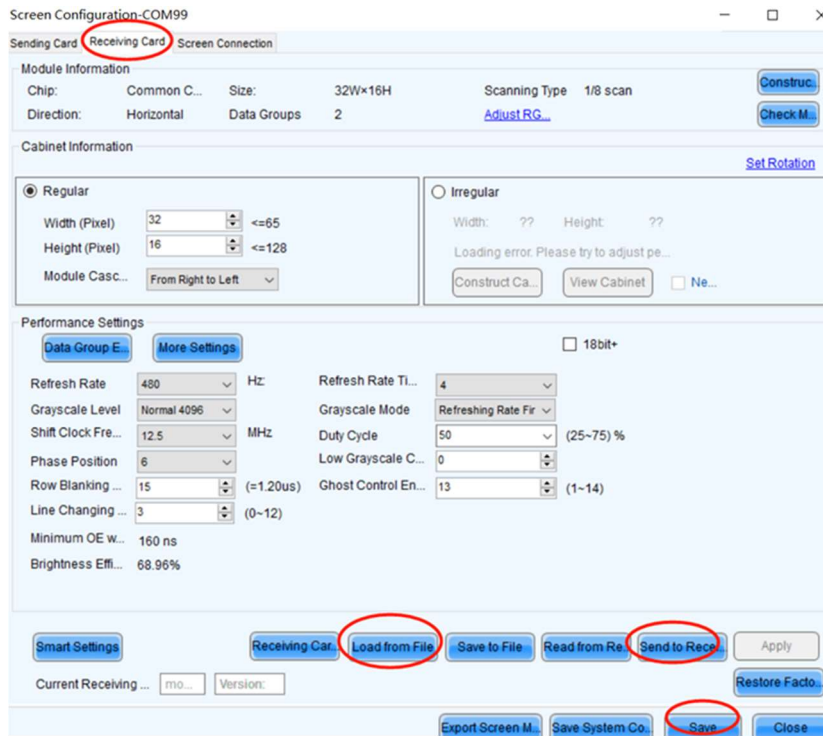 Screen Configuration-COM99
Sending Card Receiving Card Screen Connection
Module Information
Chip: Common C... Size: 32W×16H Scanning Type 1/8 scan Construc...
Direction: Horizontal Data Groups 2 Adjust RG... Check M...
Cabinet Information
Set Rotation
Regular Irregular
Width (Pixel) 32 <=65 Width: ?? Height: ??
Height (Pixel) 16 <=128 Loading error. Please try to adjust pe...
Module Casc... From Right to Left Construct Ca... View Cabinet Ne...
Performance Settings
Data Group E... More Settings 18bit+
Refresh Rate 480 Hz: Refresh Rate Ti... 4
Grayscale Level Normal 4096 Grayscale Mode Refreshing Rate Fir
Shift Clock Fre... 12.5 MHz Duty Cycle 50 (25~75) %
Phase Position 6 Low Grayscale C... 0
Row Blanking ... 15 (=1.20us) Ghost Control En... 13 (1~14)
Line Changing ... 3 (0~12)
Minimum OE w... 160 ns
Brightness Effi... 68.96%
Smart Settings Receiving Car... Load from File Save to File Read from Re... Send to Rece... Apply
Current Receiving ... mo... Version: Restore Facto...
Export Screen M... Save System Co... Save Close